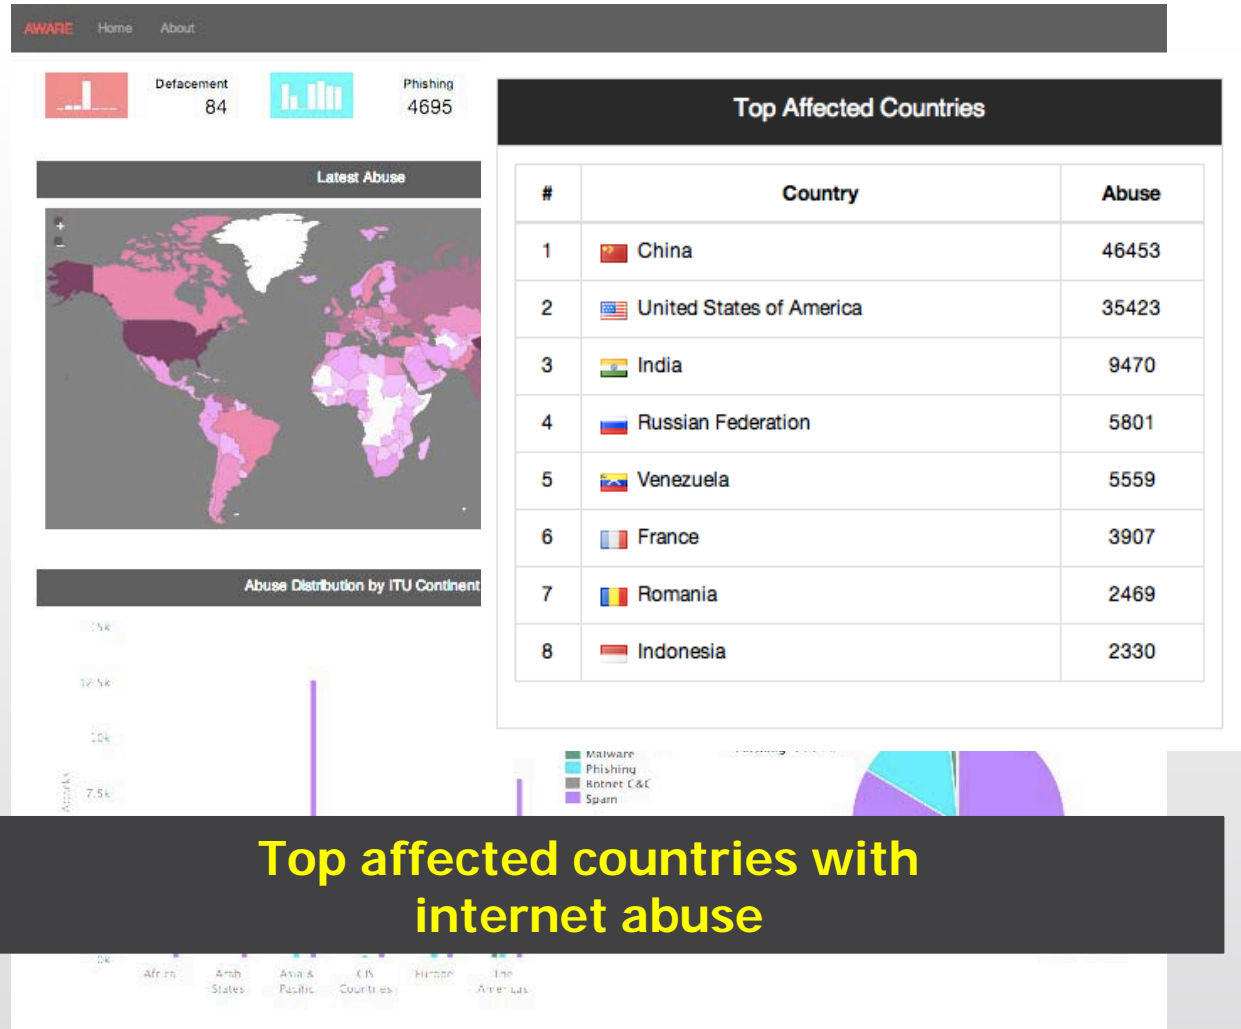 AWARE Home About
Defacement
84
Phishing
4695
Latest Abuse
+
−
Top Affected Countries
# Country Abuse
1 China 46453
2 United States of America 35423
3 India 9470
4 Russian Federation 5801
5 Venezuela 5559
6 France 3907
7 Romania 2469
8 Indonesia 2330
Abuse Distribution by ITU Continent
15k
12.5k
10k
7.5k
0k
Attacks
Malware
Phishing
Botnet C&C
Spam
Top affected countries with
internet abuse
Africa
Arab
States
Asia &
Pacific
CIS
Countries
Europe
The
Americas